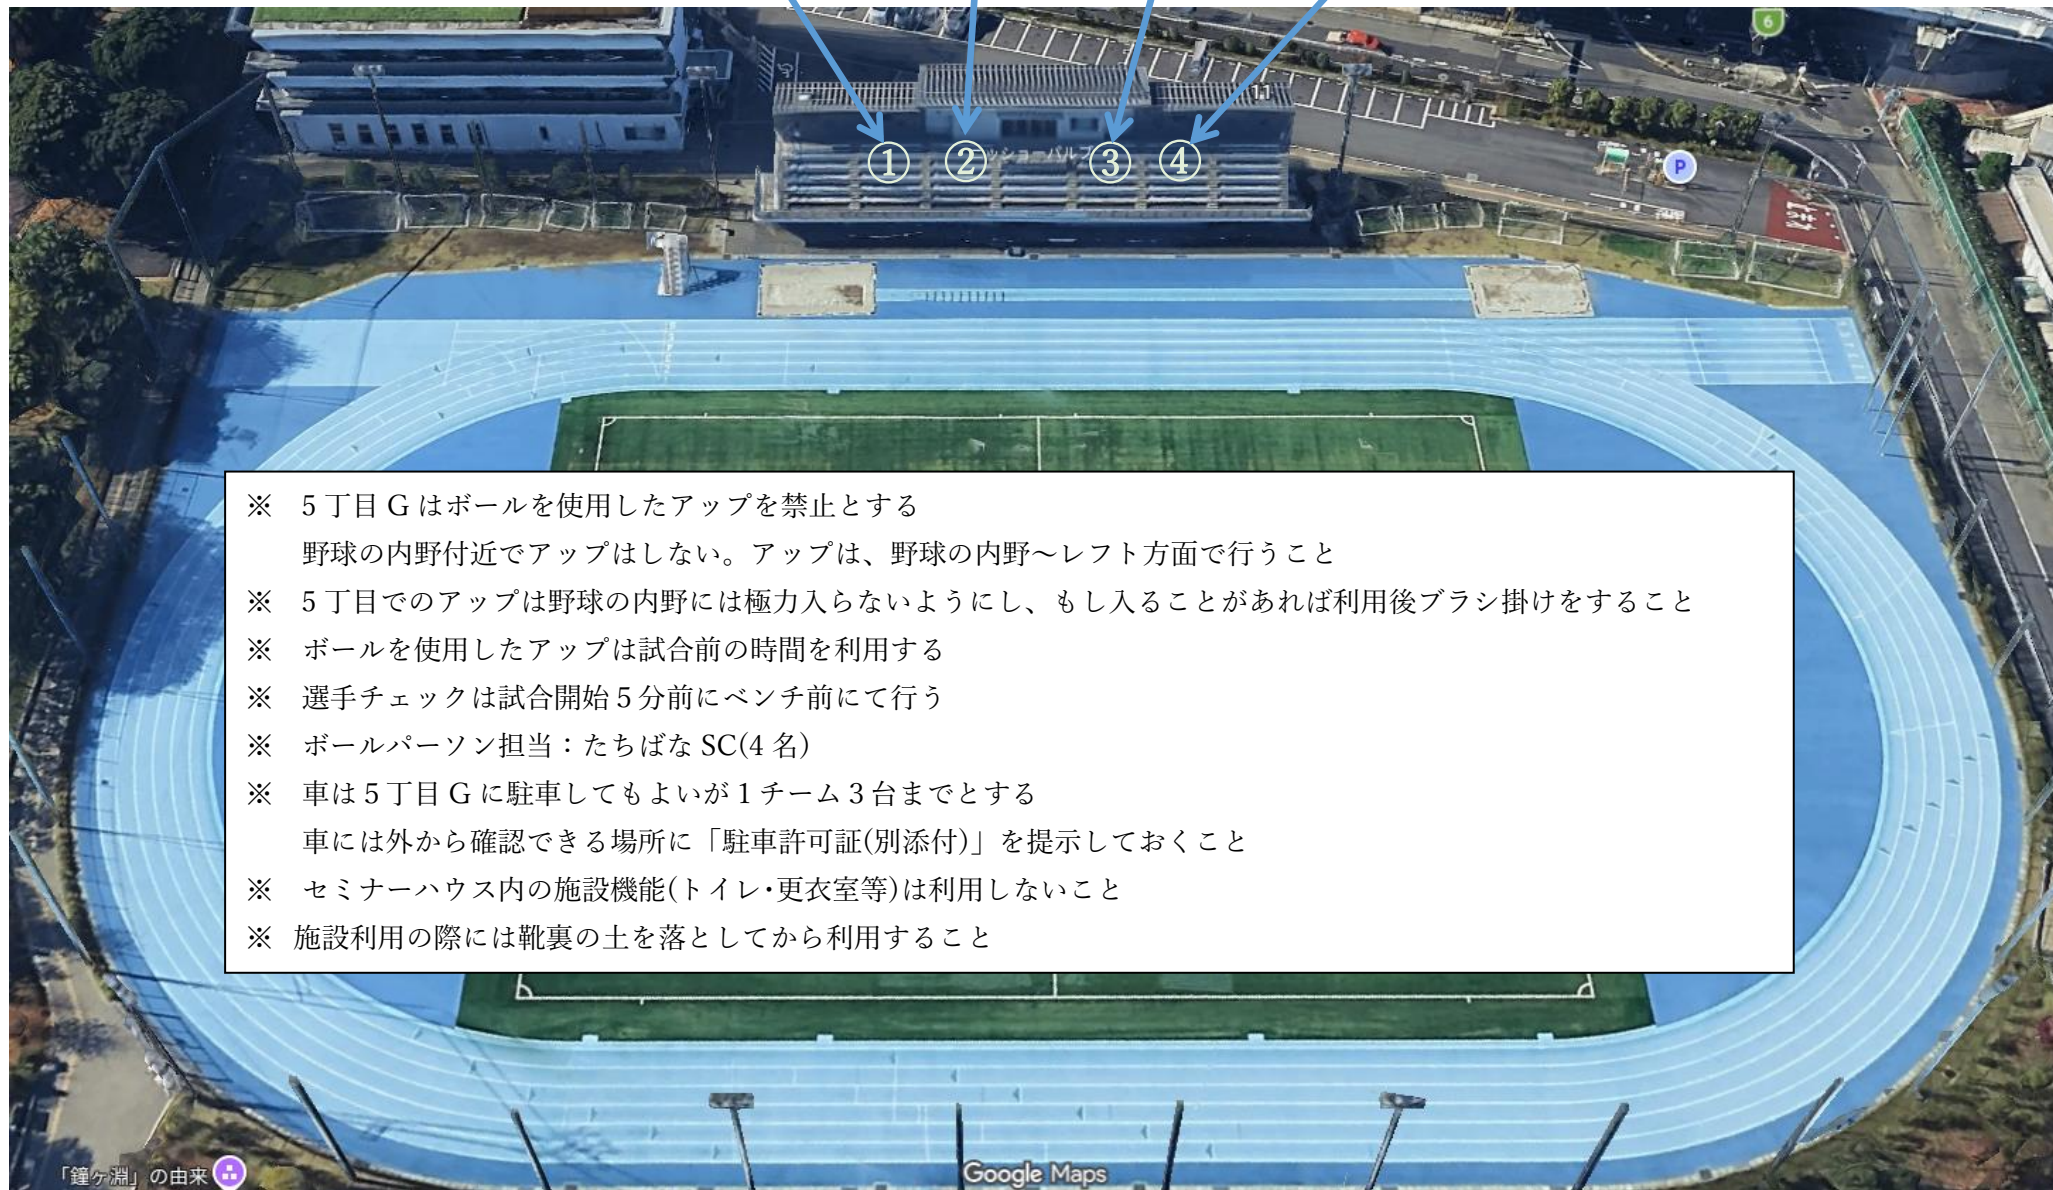 6
11
① ② ③ ④
P
※ 5丁目Gはボールを使用したアップを禁止とする
野球の内野付近でアップはしない。アップは、野球の内野～レフト方面で行うこと
※ 5丁目でのアップは野球の内野には極力入らないようにし、もし入ることがあれば利用後ブラシ掛けをすること
※ ボールを使用したアップは試合前の時間を利用する
※ 選手チェックは試合開始5分前にベンチ前にて行う
※ ボールパーソン担当：たちばなSC(4名)
※ 車は5丁目Gに駐車してもよいが1チーム3台までとする
車には外から確認できる場所に「駐車許可証(別添付)」を提示しておくこと
※ セミナーハウス内の施設機能(トイレ･更衣室等)は利用しないこと
※ 施設利用の際には靴裏の土を落としてから利用すること
「鐘ヶ淵」の由来
Google Maps